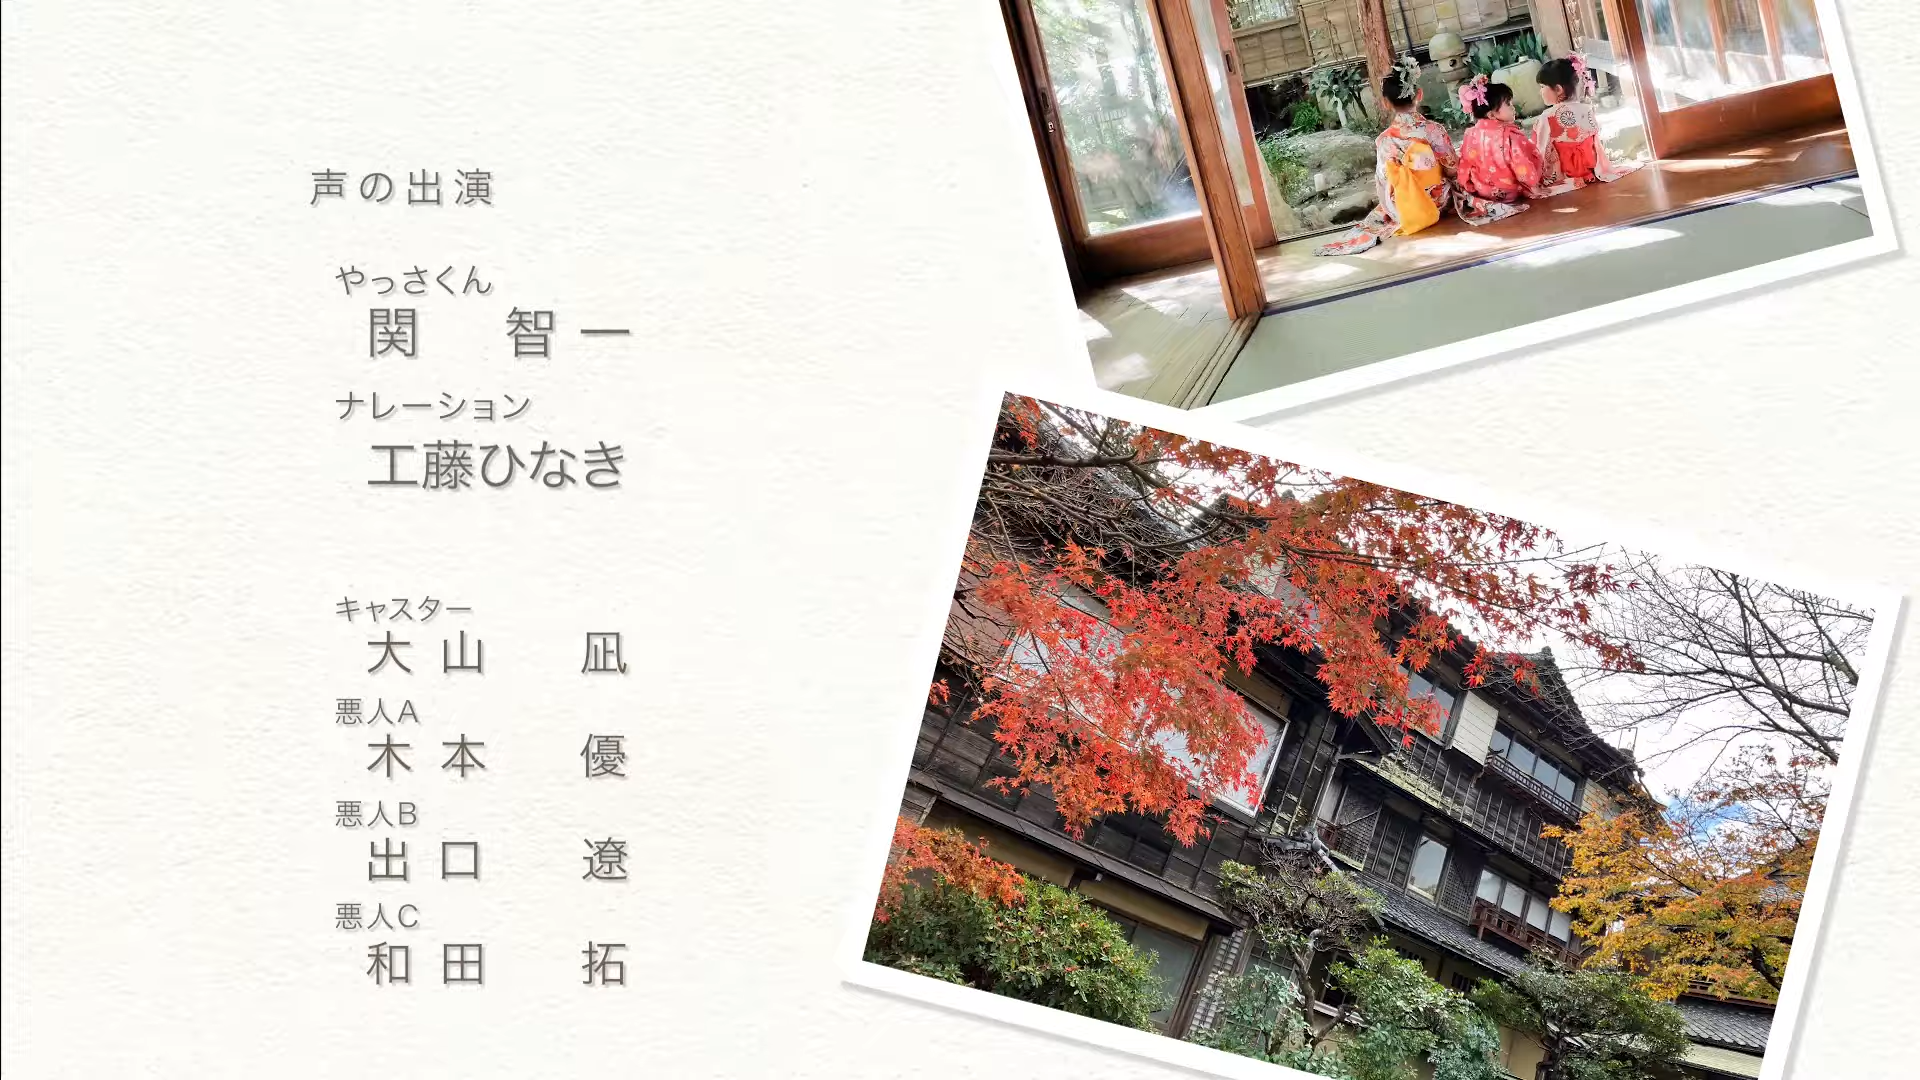 声の出演
やっさくん
関 智一
ナレーション
工藤ひなき
キャスター
大山 凪
悪人A
木本 優
悪人B
出口 遼
悪人C
和田 拓